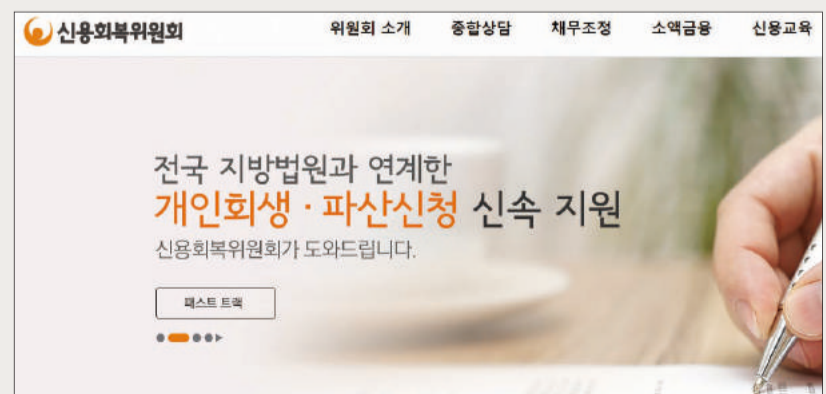 신용회복위원회
위원회 소개 종합상담 채무조정 소액금융 신용교육
전국 지방법원과 연계한
개인회생·파산신청 신속 지원
신용회복위원회가 도와드립니다.
패스트 트랙